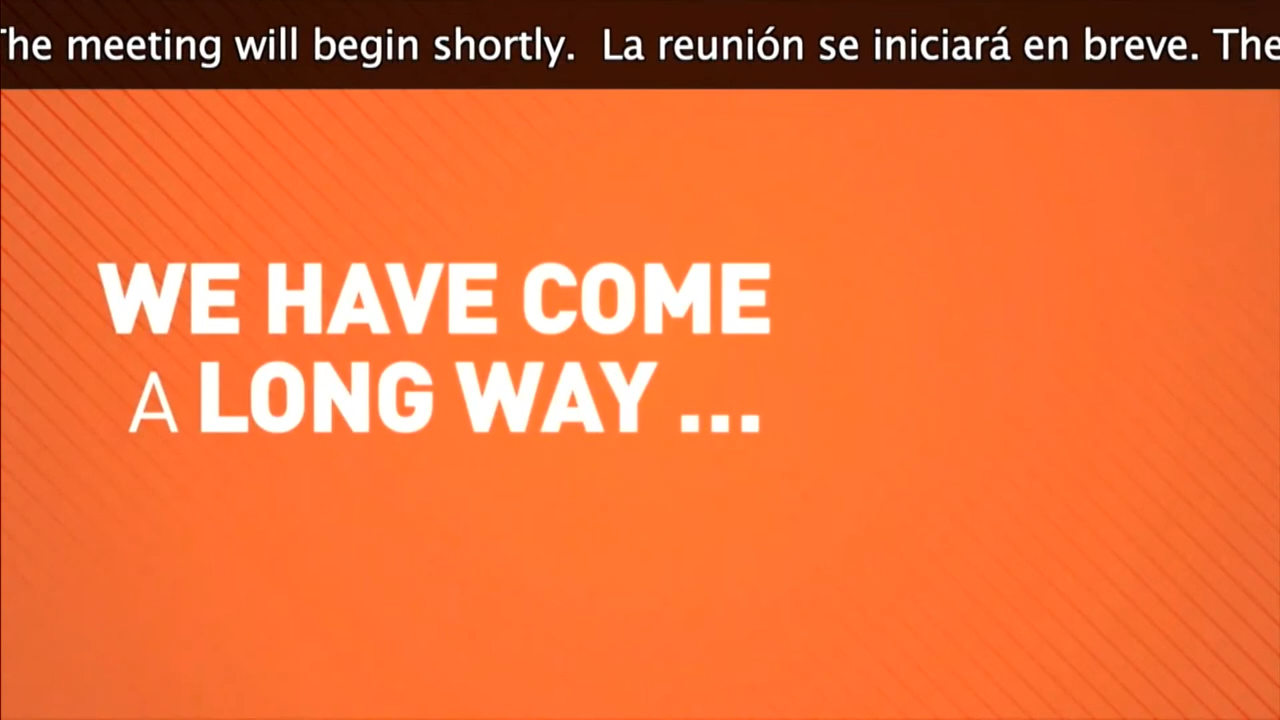 The meeting will begin shortly.  La reunión se iniciará en breve. The
WE HAVE COME
A LONG WAY ...